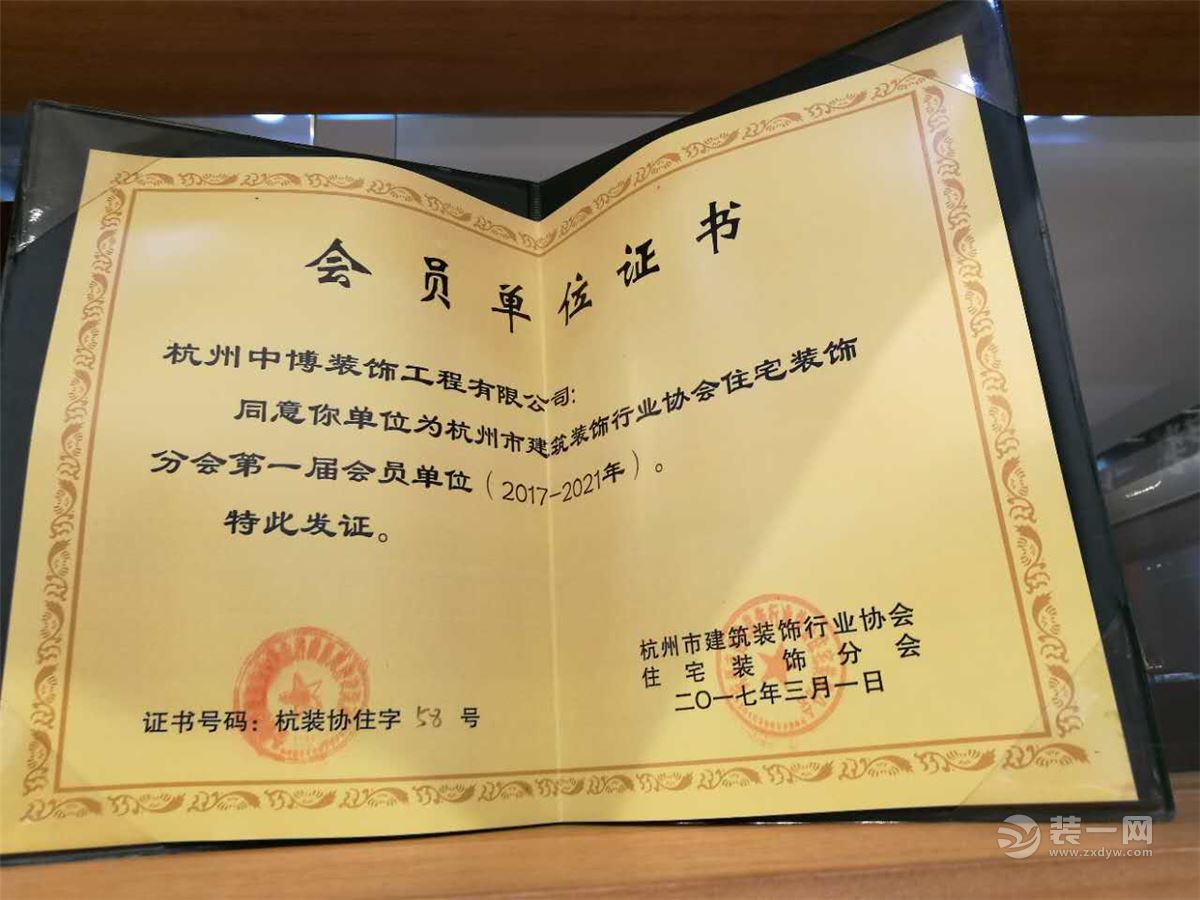 会员单位证书
杭州中博装饰工程有限公司：
同意你单位为杭州市建筑装饰行业协会住宅装饰
分会第一届会员单位（2017-2021年）。
特此发证。
杭州市建筑装饰行业协会
住宅装饰分会
二〇一七年三月一日
证书号码：杭装协住字 58 号
装一网
www.zxdyw.com